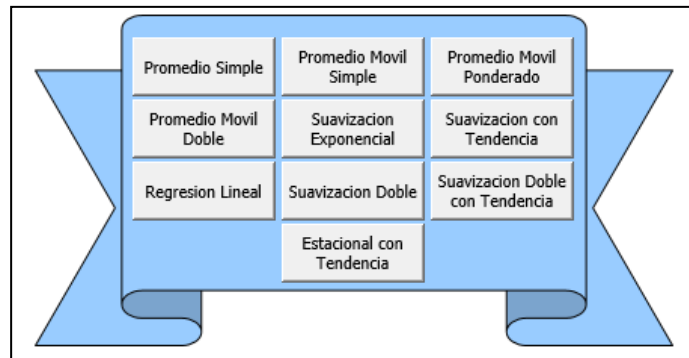 Promedio Simple
Promedio Movil
Simple
Promedio Movil
Ponderado
Promedio Movil
Doble
Suavizacion
Exponencial
Suavizacion con
Tendencia
Regresion Lineal
Suavizacion Doble
Suavizacion Doble
con Tendencia
Estacional con
Tendencia